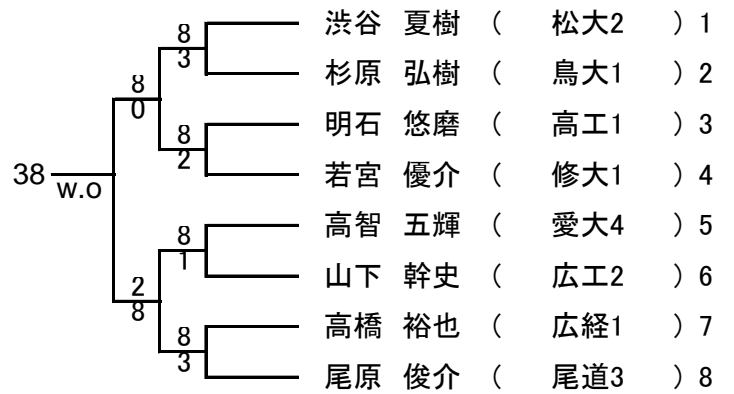 渋谷 夏樹 ( 松大2 ) 1
8
3
杉原 弘樹 ( 鳥大1 ) 2
8
0
明石 悠磨 ( 高工1 ) 3
8
2
若宮 優介 ( 修大1 ) 4
38
w.o
高智 五輝 ( 愛大4 ) 5
8
1
山下 幹史 ( 広工2 ) 6
2
8
高橋 裕也 ( 広経1 ) 7
8
3
尾原 俊介 ( 尾道3 ) 8